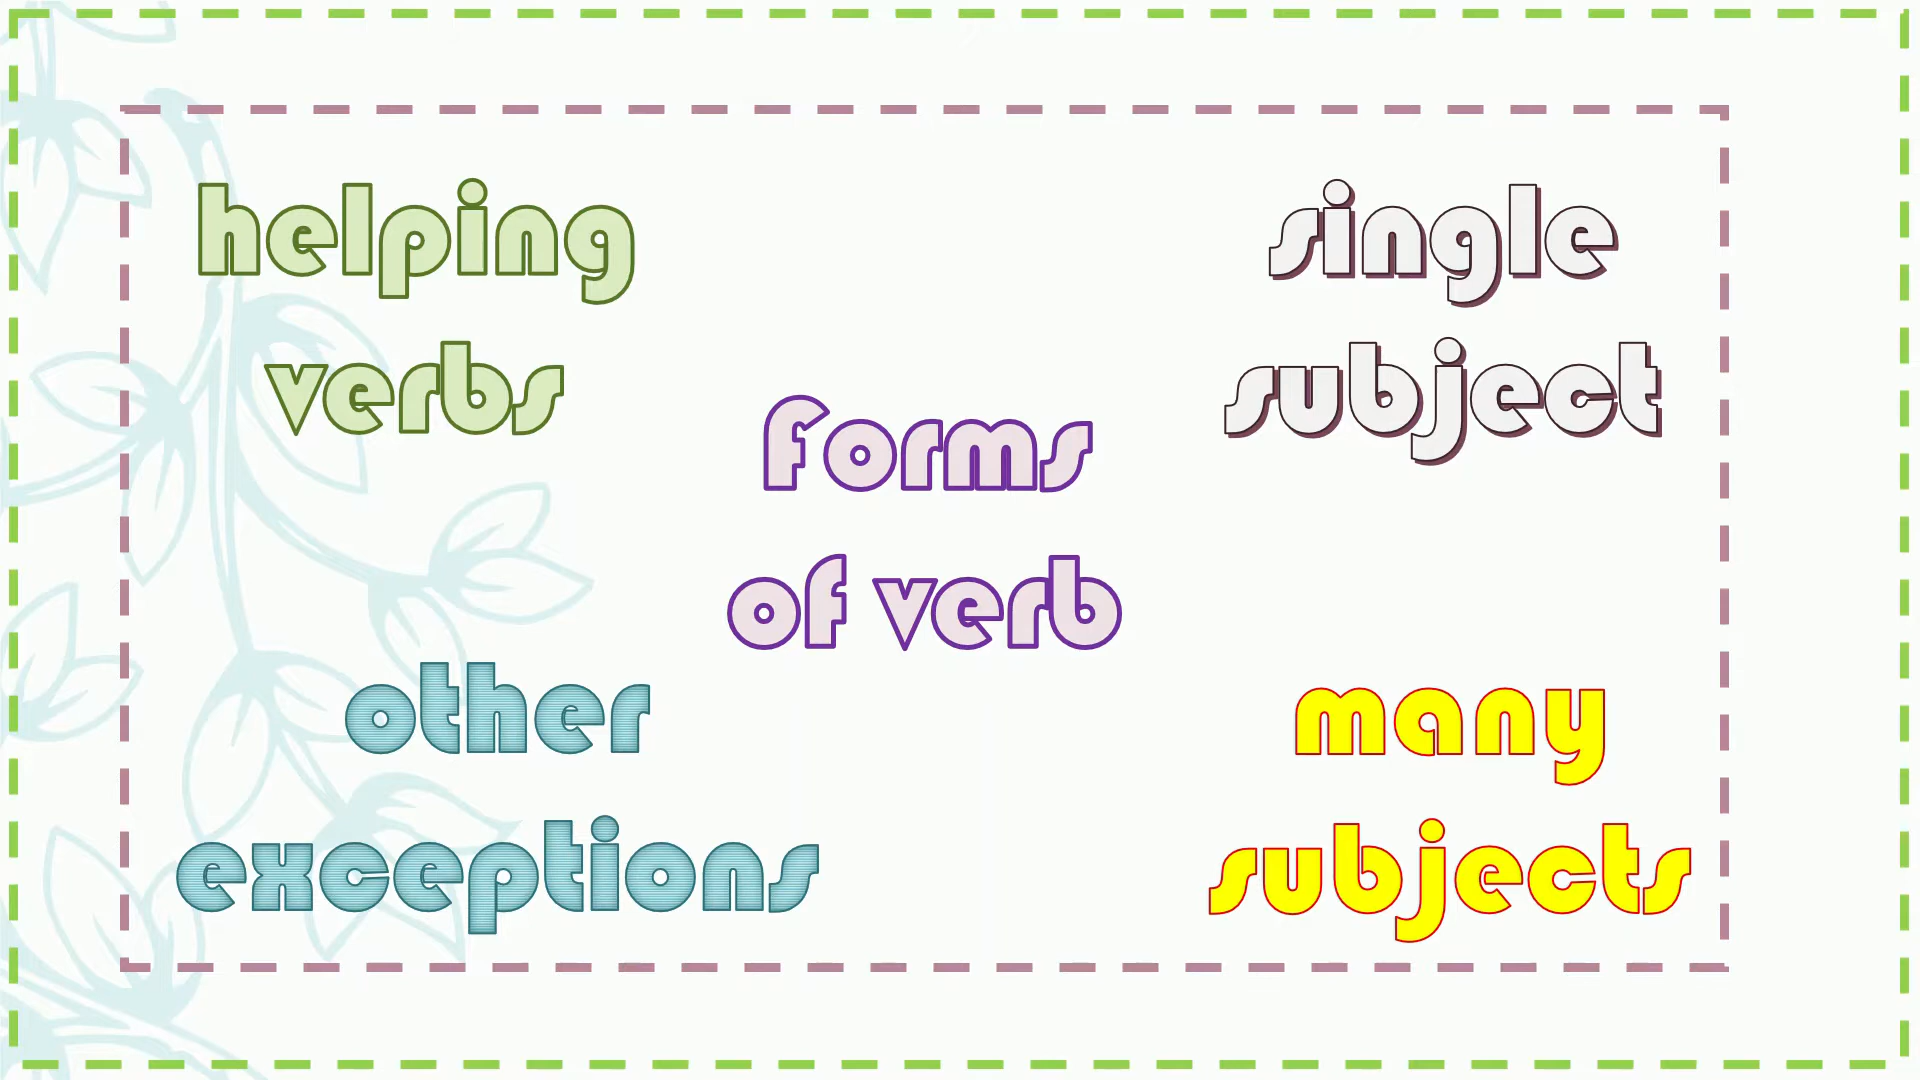 helping
verbs
single
subject
forms
of verb
other
exceptions
many
subjects